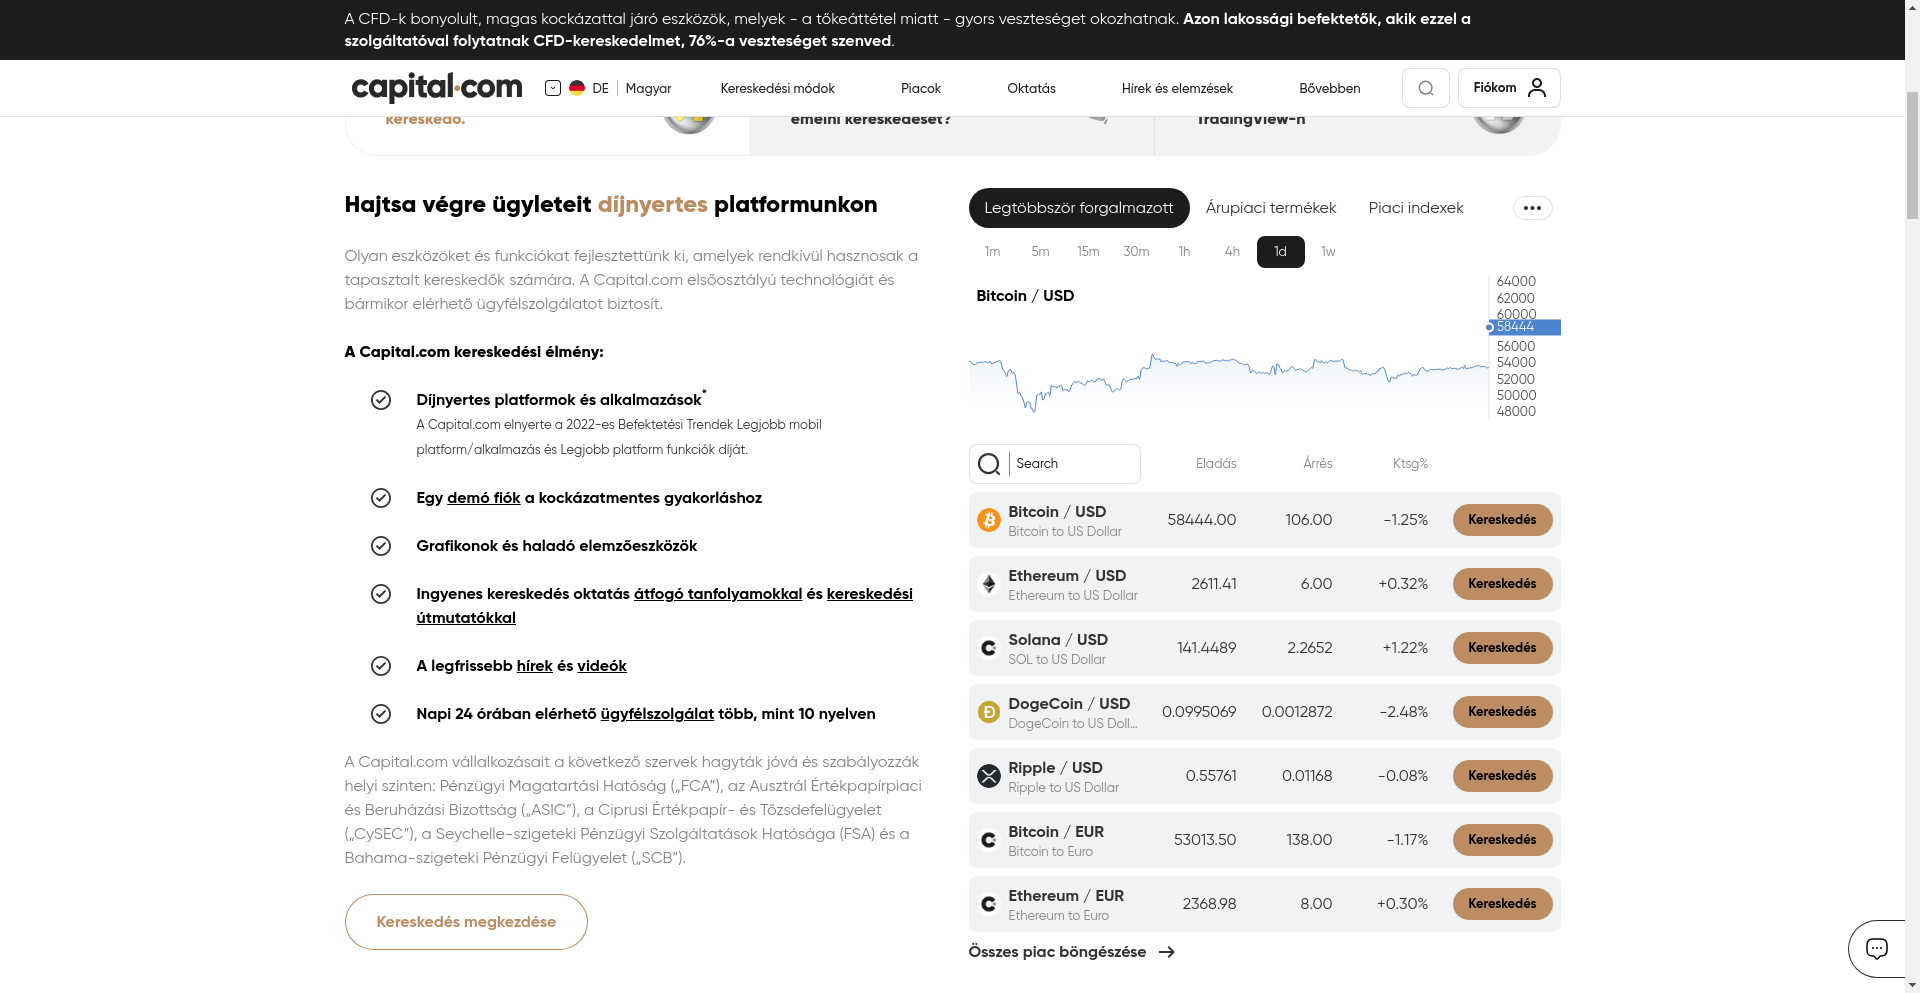 A CFD-k bonyolult, magas kockázattal járó eszközök, melyek - a tőkeáttétel miatt - gyors veszteséget okozhatnak. Azon lakossági befektetők, akik ezzel a
szolgáltatóval folytatnak CFD-kereskedelmet, 76%-a veszteséget szenved.
capital.com
DE
Magyar
Kereskedési módok
Piacok
Oktatás
Hírek és elemzések
Bővebben
Fiókom
kereskedő.
emelni kereskedését?
TradingView-n
Hajtsa végre ügyleteit díjnyertes platformunkon
Olyan eszközöket és funkciókat fejlesztettünk ki, amelyek rendkívül hasznosak a
tapasztalt kereskedők számára. A Capital.com elsőosztályú technológiát és
bármikor elérhető ügyfélszolgálatot biztosít.
A Capital.com kereskedési élmény:
Díjnyertes platformok és alkalmazások*
A Capital.com elnyerte a 2022-es Befektetési Trendek Legjobb mobil
platform/alkalmazás és Legjobb platform funkciók díját.
Egy demó fiók a kockázatmentes gyakorláshoz
Grafikonok és haladó elemzőeszközök
Ingyenes kereskedés oktatás átfogó tanfolyamokkal és kereskedési
útmutatókkal
A legfrissebb hírek és videók
Napi 24 órában elérhető ügyfélszolgálat több, mint 10 nyelven
A Capital.com vállalkozásait a következő szervek hagyták jóvá és szabályozzák
helyi szinten: Pénzügyi Magatartási Hatóság („FCA”), az Ausztrál Értékpapírpiaci
és Beruházási Bizottság („ASIC”), a Ciprusi Értékpapír- és Tőzsdefelügyelet
(„CySEC”), a Seychelle-szigeteki Pénzügyi Szolgáltatások Hatósága (FSA) és a
Bahama-szigeteki Pénzügyi Felügyelet („SCB”).
Kereskedés megkezdése
Legtöbbször forgalmazott
Árupiaci termékek
Piaci indexek
1m 5m 15m 30m 1h 4h 1d 1w
Bitcoin / USD
64000
62000
60000
58444
56000
54000
52000
50000
48000
Search
Eladás Árrés Ktsg%
Bitcoin / USD
Bitcoin to US Dollar
58444.00 106.00 -1.25% Kereskedés
Ethereum / USD
Ethereum to US Dollar
2611.41 6.00 +0.32% Kereskedés
Solana / USD
SOL to US Dollar
141.4489 2.2652 +1.22% Kereskedés
DogeCoin / USD
DogeCoin to US Doll...
0.0995069 0.0012872 -2.48% Kereskedés
Ripple / USD
Ripple to US Dollar
0.55761 0.01168 -0.08% Kereskedés
Bitcoin / EUR
Bitcoin to Euro
53013.50 138.00 -1.17% Kereskedés
Ethereum / EUR
Ethereum to Euro
2368.98 8.00 +0.30% Kereskedés
Összes piac böngészése